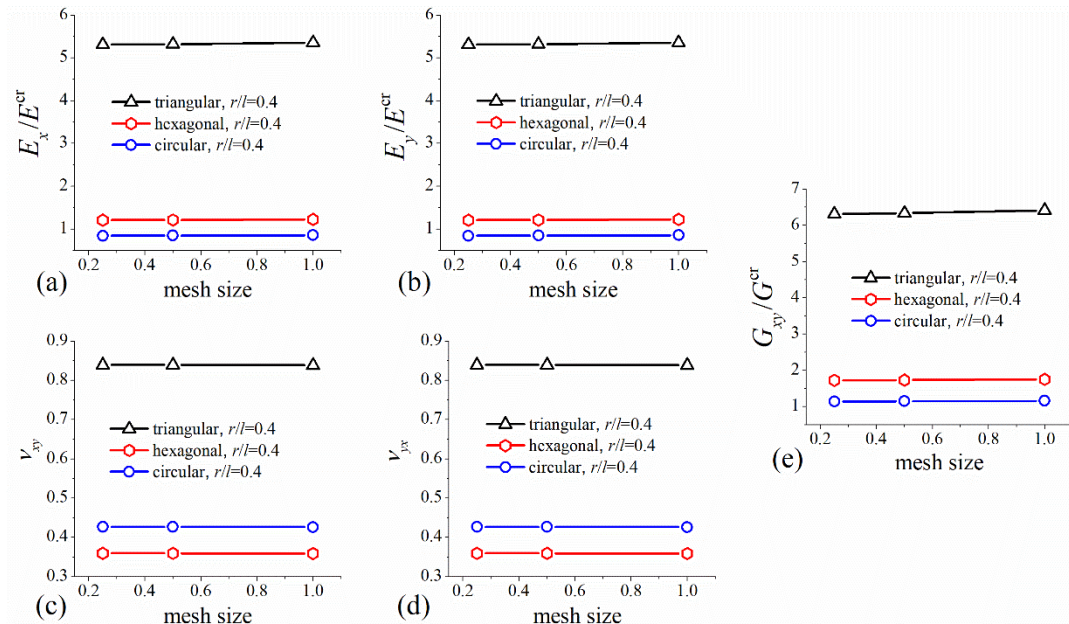 6
5
4
3
2
1
E_x/E^cr
triangular, r/l=0.4
hexagonal, r/l=0.4
circular, r/l=0.4
0.2 0.4 0.6 0.8 1.0
mesh size
(a)
6
5
4
3
2
1
E_y/E^cr
triangular, r/l=0.4
hexagonal, r/l=0.4
circular, r/l=0.4
0.2 0.4 0.6 0.8 1.0
mesh size
(b)
0.9
0.8
0.7
0.6
0.5
0.4
0.3
ν_xy
triangular, r/l=0.4
hexagonal, r/l=0.4
circular, r/l=0.4
0.2 0.4 0.6 0.8 1.0
mesh size
(c)
0.9
0.8
0.7
0.6
0.5
0.4
0.3
ν_yx
triangular, r/l=0.4
hexagonal, r/l=0.4
circular, r/l=0.4
0.2 0.4 0.6 0.8 1.0
mesh size
(d)
7
6
5
4
3
2
1
G_xy/G^cr
triangular, r/l=0.4
hexagonal, r/l=0.4
circular, r/l=0.4
0.2 0.4 0.6 0.8 1.0
mesh size
(e)